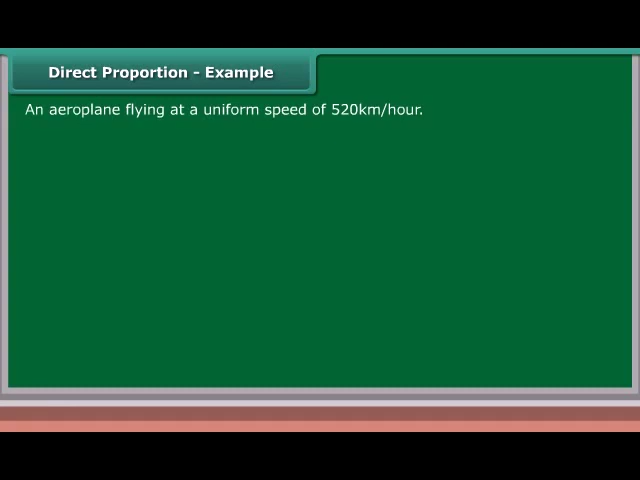 Direct Proportion - Example
An aeroplane flying at a uniform speed of 520km/hour.